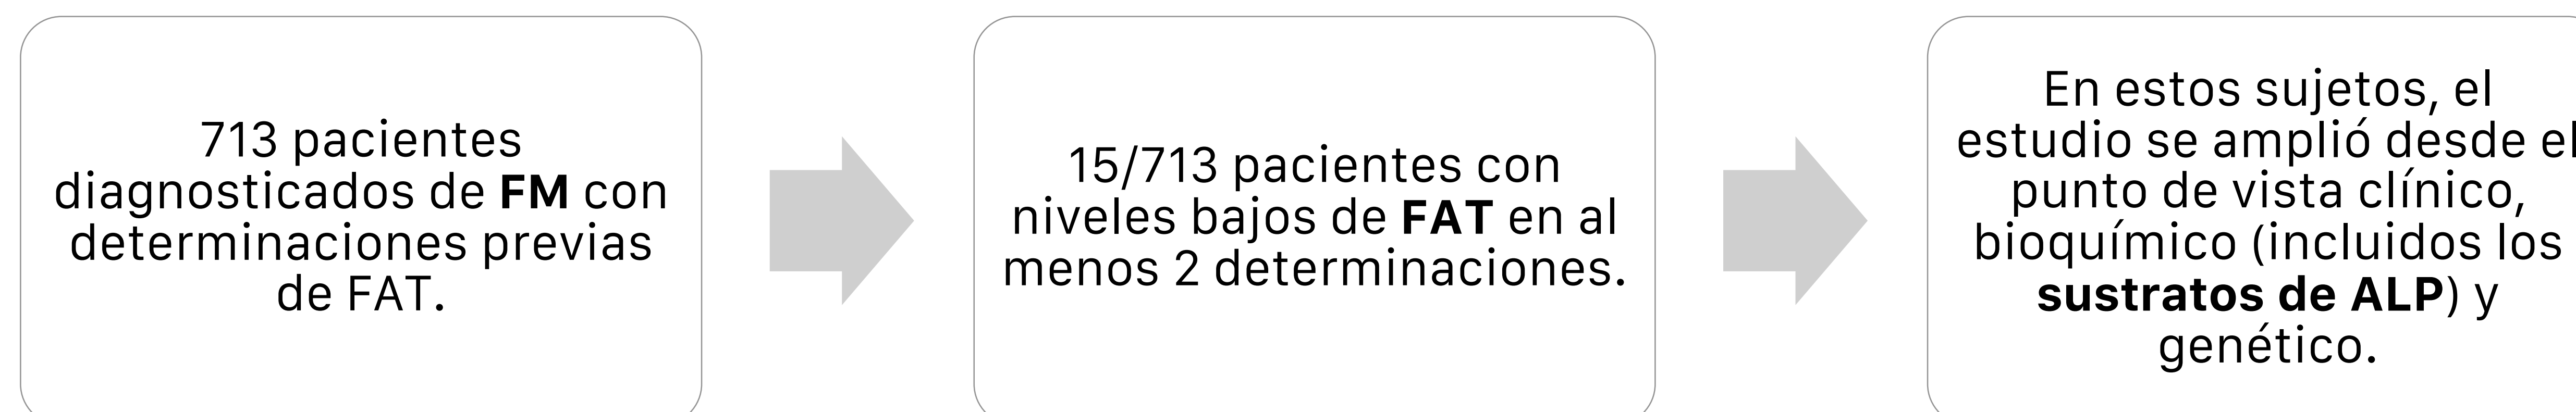 713 pacientes
diagnosticados de FM con
determinaciones previas
de FAT.
15/713 pacientes con
niveles bajos de FAT en al
menos 2 determinaciones.
En estos sujetos, el
estudio se amplió desde el
punto de vista clínico,
bioquímico (incluidos los
sustratos de ALP) y
genético.